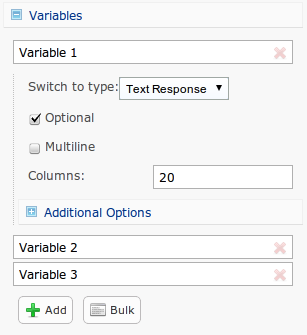 Variables
Variable 1
Switch to type: Text Response
Optional
Multiline
Columns: 20
Additional Options
Variable 2
Variable 3
Add Bulk